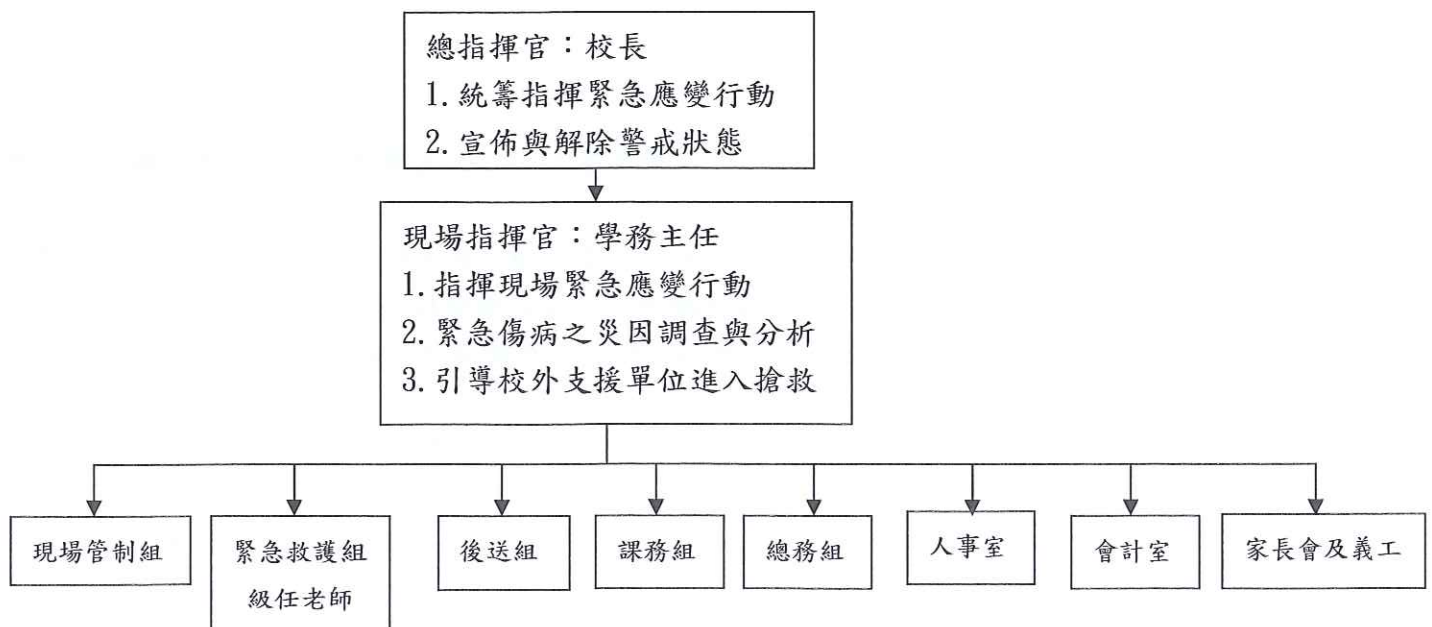 總指揮官：校長
1.統籌指揮緊急應變行動
2.宣佈與解除警戒狀態
現場指揮官：學務主任
1.指揮現場緊急應變行動
2.緊急傷病之災因調查與分析
3.引導校外支援單位進入搶救
現場管制組
緊急救護組
級任老師
後送組
課務組
總務組
人事室
會計室
家長會及義工